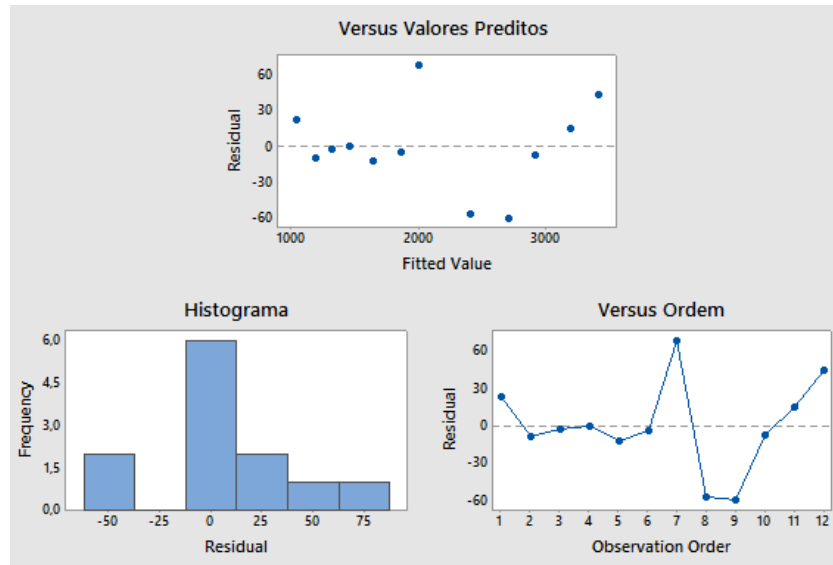 Versus Valores Preditos
Residual
60
30
0
-30
-60
1000 2000 3000
Fitted Value
Histograma
Frequency
6,0
4,5
3,0
1,5
0,0
-50 -25 0 25 50 75
Residual
Versus Ordem
Residual
60
30
0
-30
-60
1 2 3 4 5 6 7 8 9 10 11 12
Observation Order